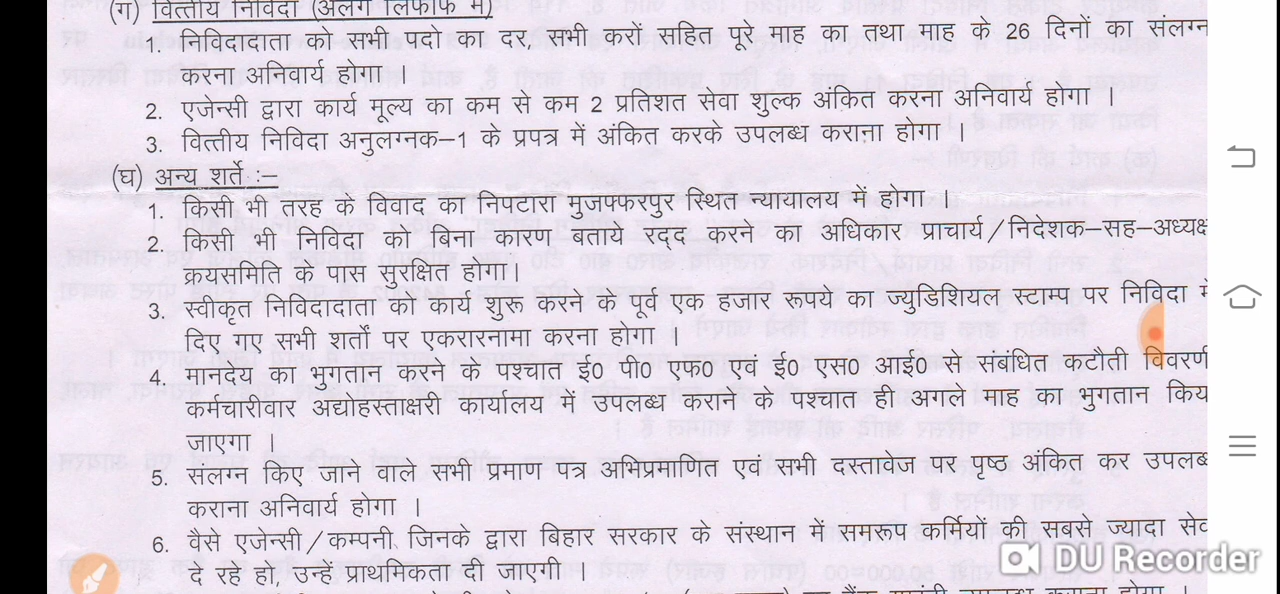 (ग) वित्तीय निविदा (अलग लिफाफे में)
1. निविदादाता को सभी पदो का दर, सभी करों सहित पूरे माह का तथा माह के 26 दिनों का संलग्न
करना अनिवार्य होगा ।
2. एजेन्सी द्वारा कार्य मूल्य का कम से कम 2 प्रतिशत सेवा शुल्क अंकित करना अनिवार्य होगा ।
3. वित्तीय निविदा अनुलग्नक–1 के प्रपत्र में अंकित करके उपलब्ध कराना होगा ।
(घ) अन्य शर्ते :–
1. किसी भी तरह के विवाद का निपटारा मुजफ्फरपुर स्थित न्यायालय में होगा ।
2. किसी भी निविदा को बिना कारण बताये रद्द करने का अधिकार प्राचार्य/निदेशक–सह–अध्यक्ष
क्रयसमिति के पास सुरक्षित होगा।
3. स्वीकृत निविदादाता को कार्य शुरू करने के पूर्व एक हजार रूपये का ज्युडिशियल स्टाम्प पर निविदा में
दिए गए सभी शर्तों पर एकरारनामा करना होगा ।
4. मानदेय का भुगतान करने के पश्चात ई0 पी0 एफ0 एवं ई0 एस0 आई0 से संबंधित कटौती विवरणी
कर्मचारीवार अद्योहस्ताक्षरी कार्यालय में उपलब्ध कराने के पश्चात ही अगले माह का भुगतान किय
जाएगा ।
5. संलग्न किए जाने वाले सभी प्रमाण पत्र अभिप्रमाणित एवं सभी दस्तावेज पर पृष्ठ अंकित कर उपलब्
कराना अनिवार्य होगा ।
6. वैसे एजेन्सी/कम्पनी जिनके द्वारा बिहार सरकार के संस्थान में समरूप कर्मियों की सबसे ज्यादा सेव
दे रहे हो, उन्हें प्राथमिकता दी जाएगी ।
DU Recorder